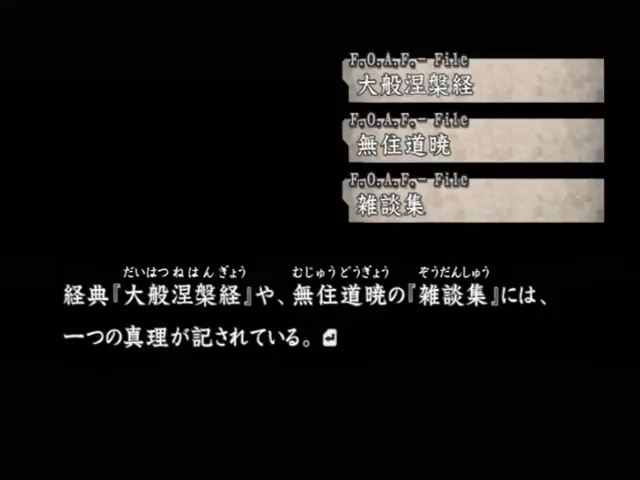 F.O.A.F.- File
大般涅槃経
F.O.A.F.- File
無住道暁
F.O.A.F.- File
雑談集
だいはつねはんぎょう むじゅうどうぎょう ぞうだんしゅう
経典『大般涅槃経』や、無住道暁の『雑談集』には、
一つの真理が記されている。